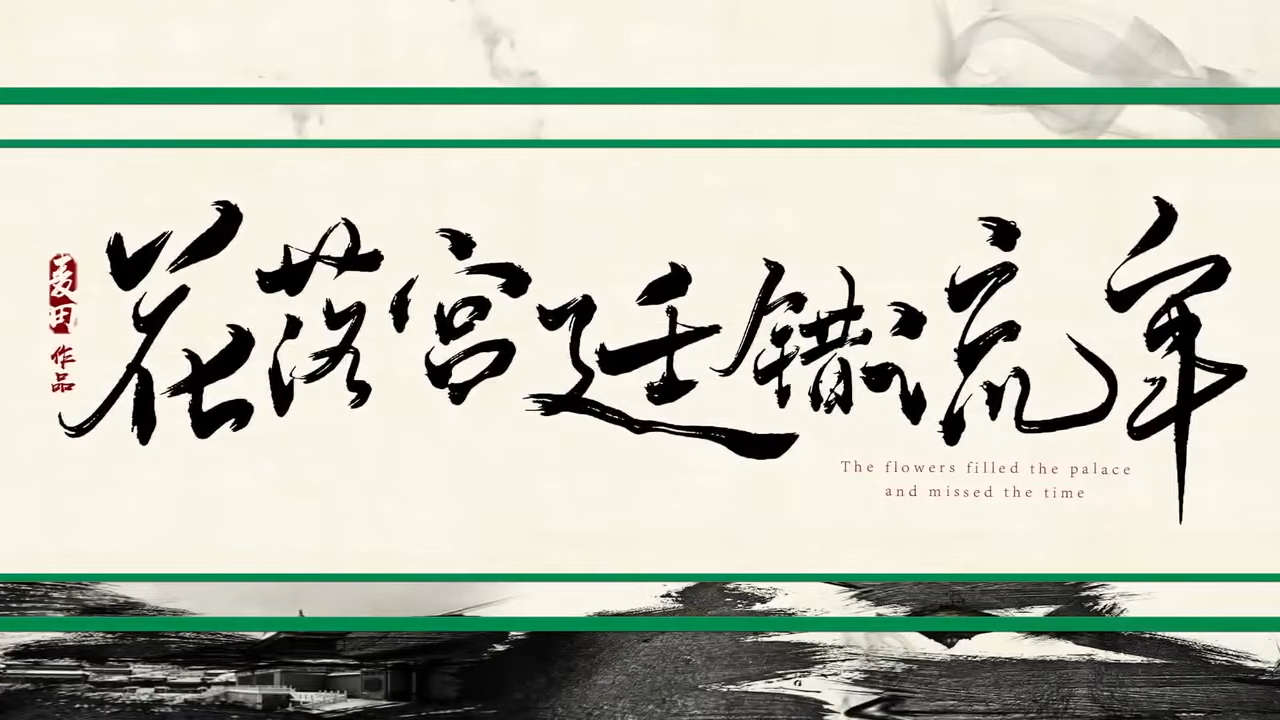 花落宫廷错流年
麦田
作品
The flowers filled the palace
and missed the time